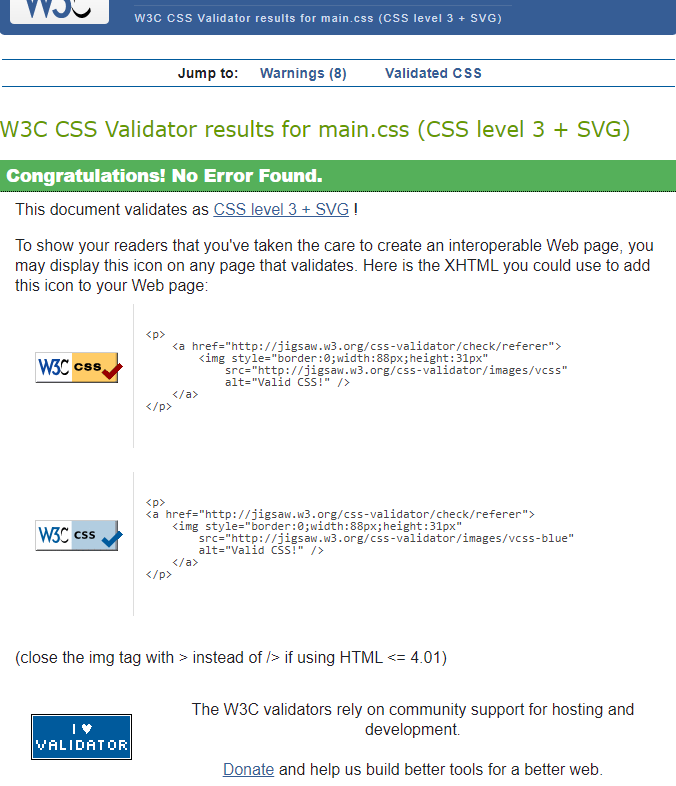 W3C
W3C CSS Validator results for main.css (CSS level 3 + SVG)
Jump to: Warnings (8) Validated CSS
W3C CSS Validator results for main.css (CSS level 3 + SVG)
Congratulations! No Error Found.
This document validates as CSS level 3 + SVG !
To show your readers that you've taken the care to create an interoperable Web page, you
may display this icon on any page that validates. Here is the XHTML you could use to add
this icon to your Web page:
W3C css
<p>
<a href="http://jigsaw.w3.org/css-validator/check/referer">
<img style="border:0;width:88px;height:31px"
src="http://jigsaw.w3.org/css-validator/images/vcss"
alt="Valid CSS!" />
</a>
</p>
W3C css
<p>
<a href="http://jigsaw.w3.org/css-validator/check/referer">
<img style="border:0;width:88px;height:31px"
src="http://jigsaw.w3.org/css-validator/images/vcss-blue"
alt="Valid CSS!" />
</a>
</p>
(close the img tag with > instead of /> if using HTML <= 4.01)
I ♥
VALIDATOR
The W3C validators rely on community support for hosting and
development.
Donate and help us build better tools for a better web.